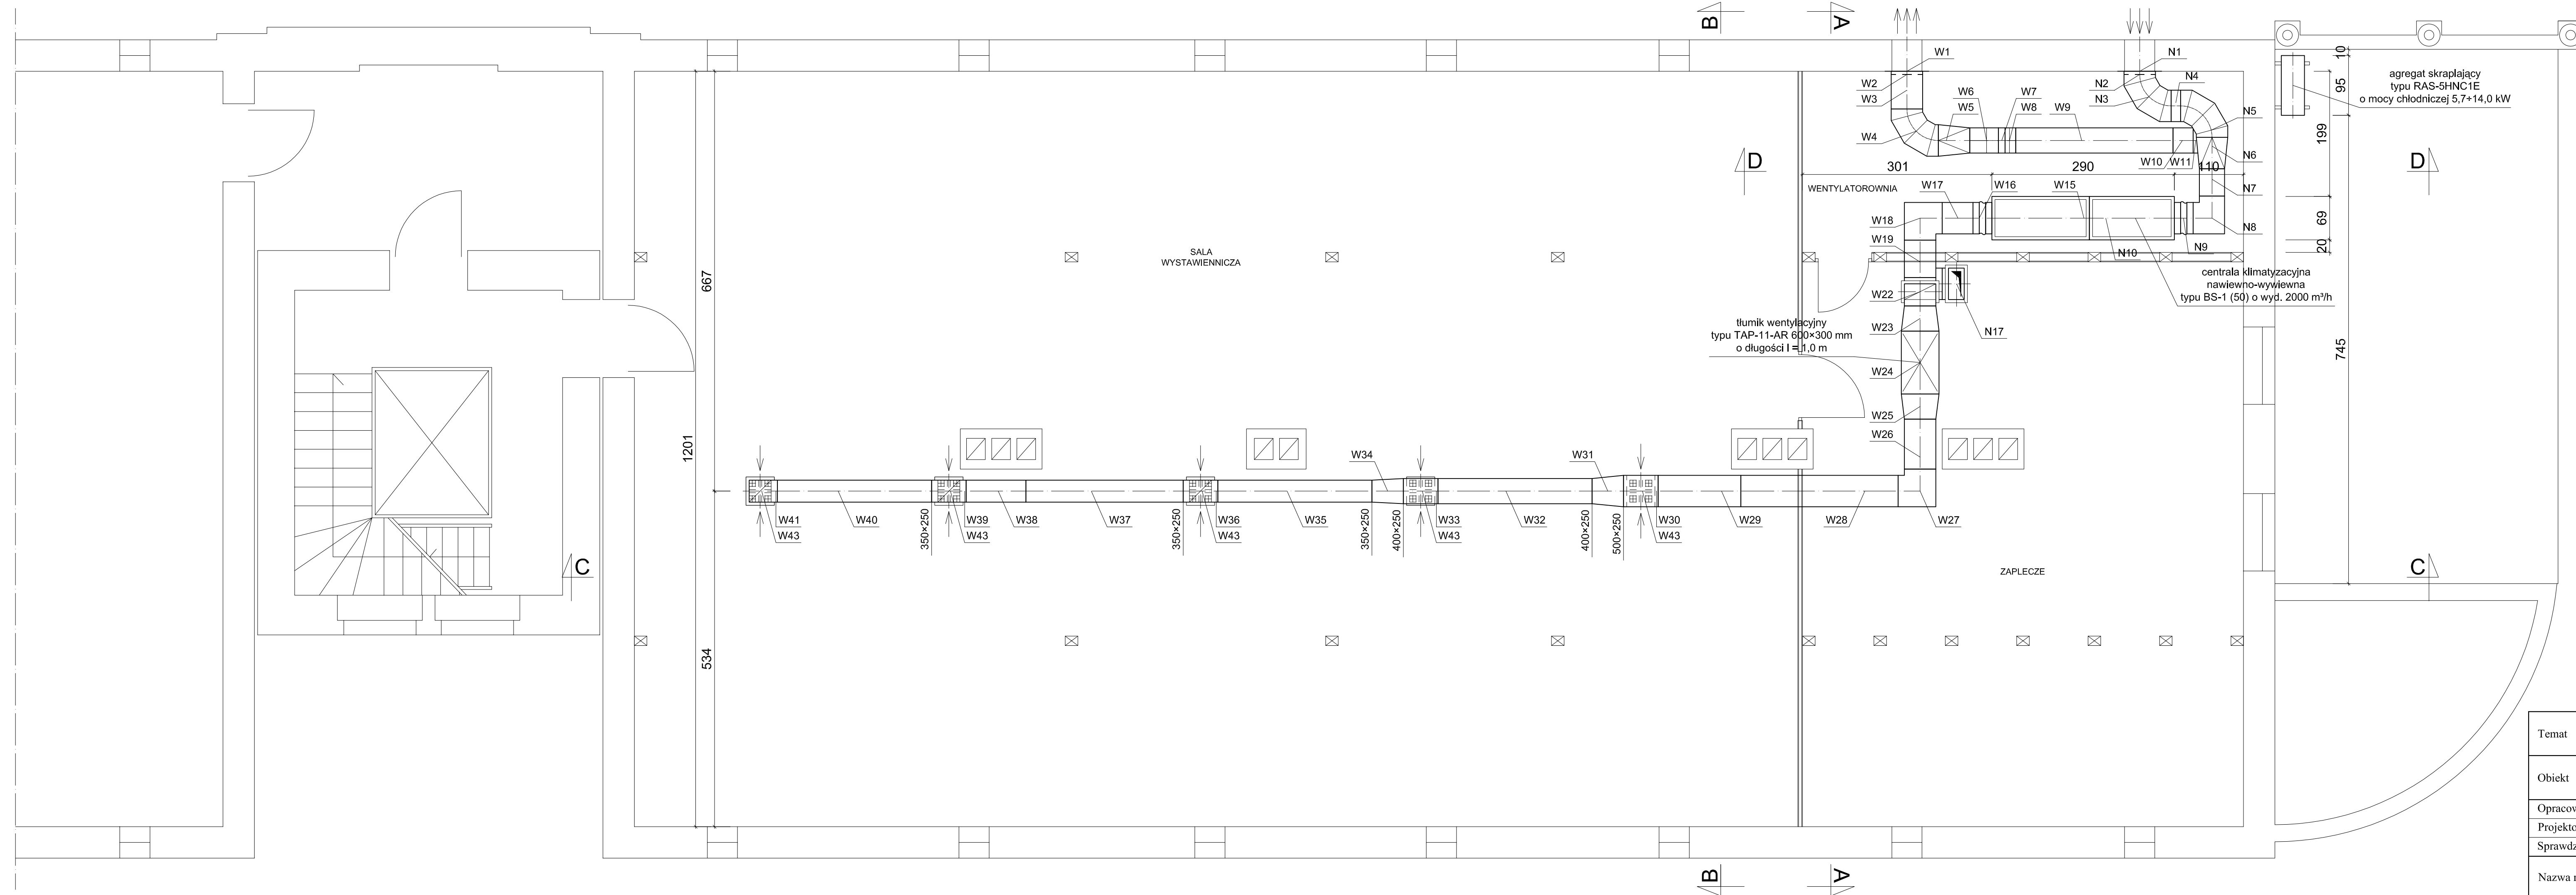 B
A
W1
N1
W2
W3
W4
W6
W5
W7
W8
W9
N2
N3
N4
N5
N6
N7
N8
W10
W11
10
95
199
69
20
745
agregat skraplający
typu RAS-5HNC1E
o mocy chłodniczej 5,7÷14,0 kW
D
D
301
290
110
WENTYLATOROWNIA
W17
W16
W15
W18
W19
N10
N9
centrala klimatyzacyjna
nawiewno-wywiewna
typu BS-1 (50) o wyd. 2000 m³/h
SALA
WYSTAWIENNICZA
667
1201
534
W22
N17
W23
tłumik wentylacyjny
typu TAP-11-AR 600×300 mm
o długości l = 1,0 m
W24
W25
W26
W34
W31
W41
W43
W40
350×250
W39
W43
W38
W37
350×250
W36
W43
W35
350×250
400×250
W33
W43
W32
400×250
500×250
W30
W43
W29
W28
W27
C
C
ZAPLECZE
Temat
Obiekt
Opracow
Projekto
Sprawdz
Nazwa r
B
A